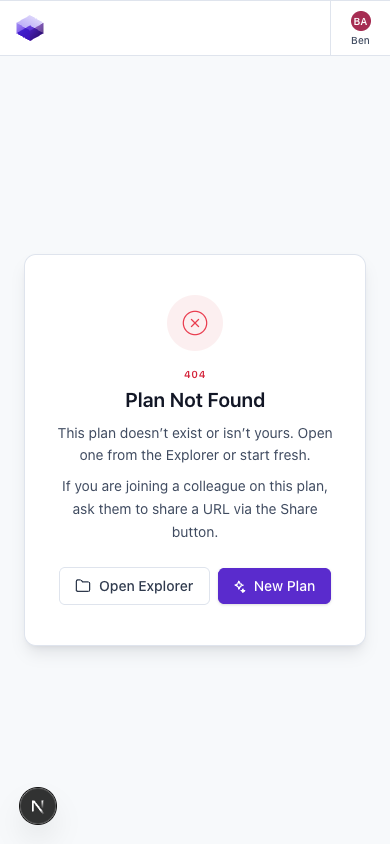 BA
Ben
404
Plan Not Found
This plan doesn’t exist or isn’t yours. Open
one from the Explorer or start fresh.
If you are joining a colleague on this plan,
ask them to share a URL via the Share
button.
Open Explorer
New Plan
N